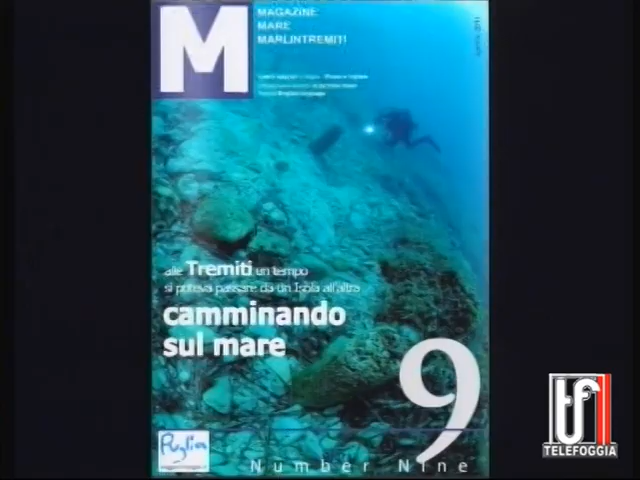 M
MAGAZINE
MARE
MARLINTREMITI
alle Tremiti un tempo
si poteva passare da un Isola all'altra
camminando
sul mare
9
Number Nine
Puglia
TF
TELEFOGGIA